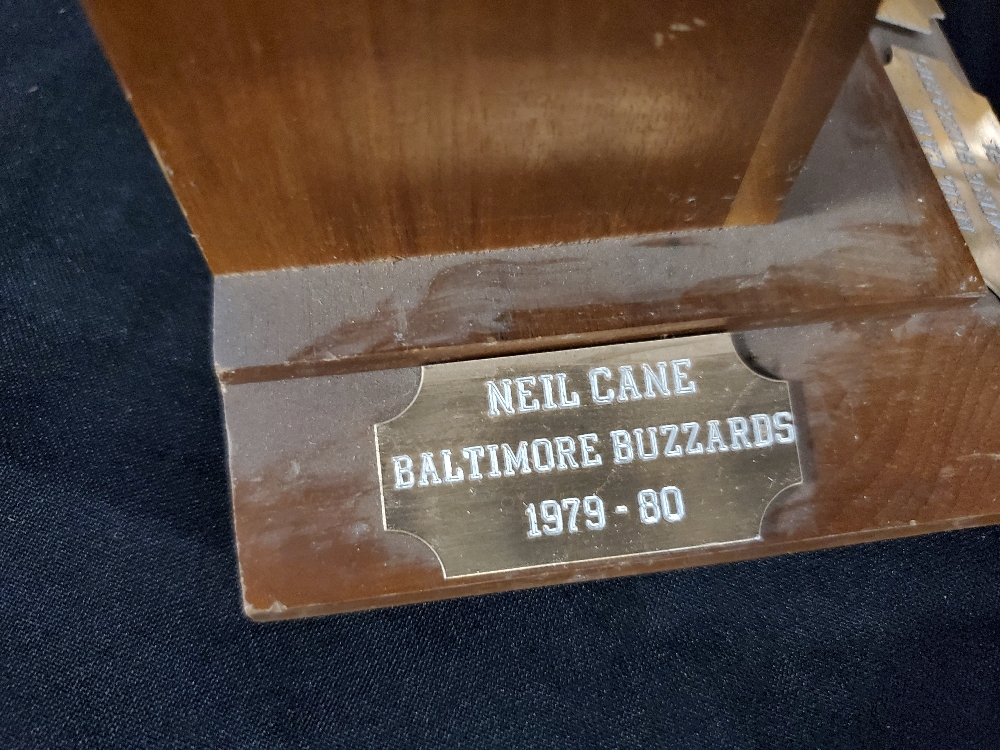 NEIL CANE
BALTIMORE BUZZARDS
1979 - 80